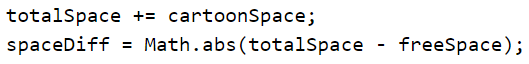 totalSpace += cartoonSpace;
spaceDiff = Math.abs(totalSpace - freeSpace);